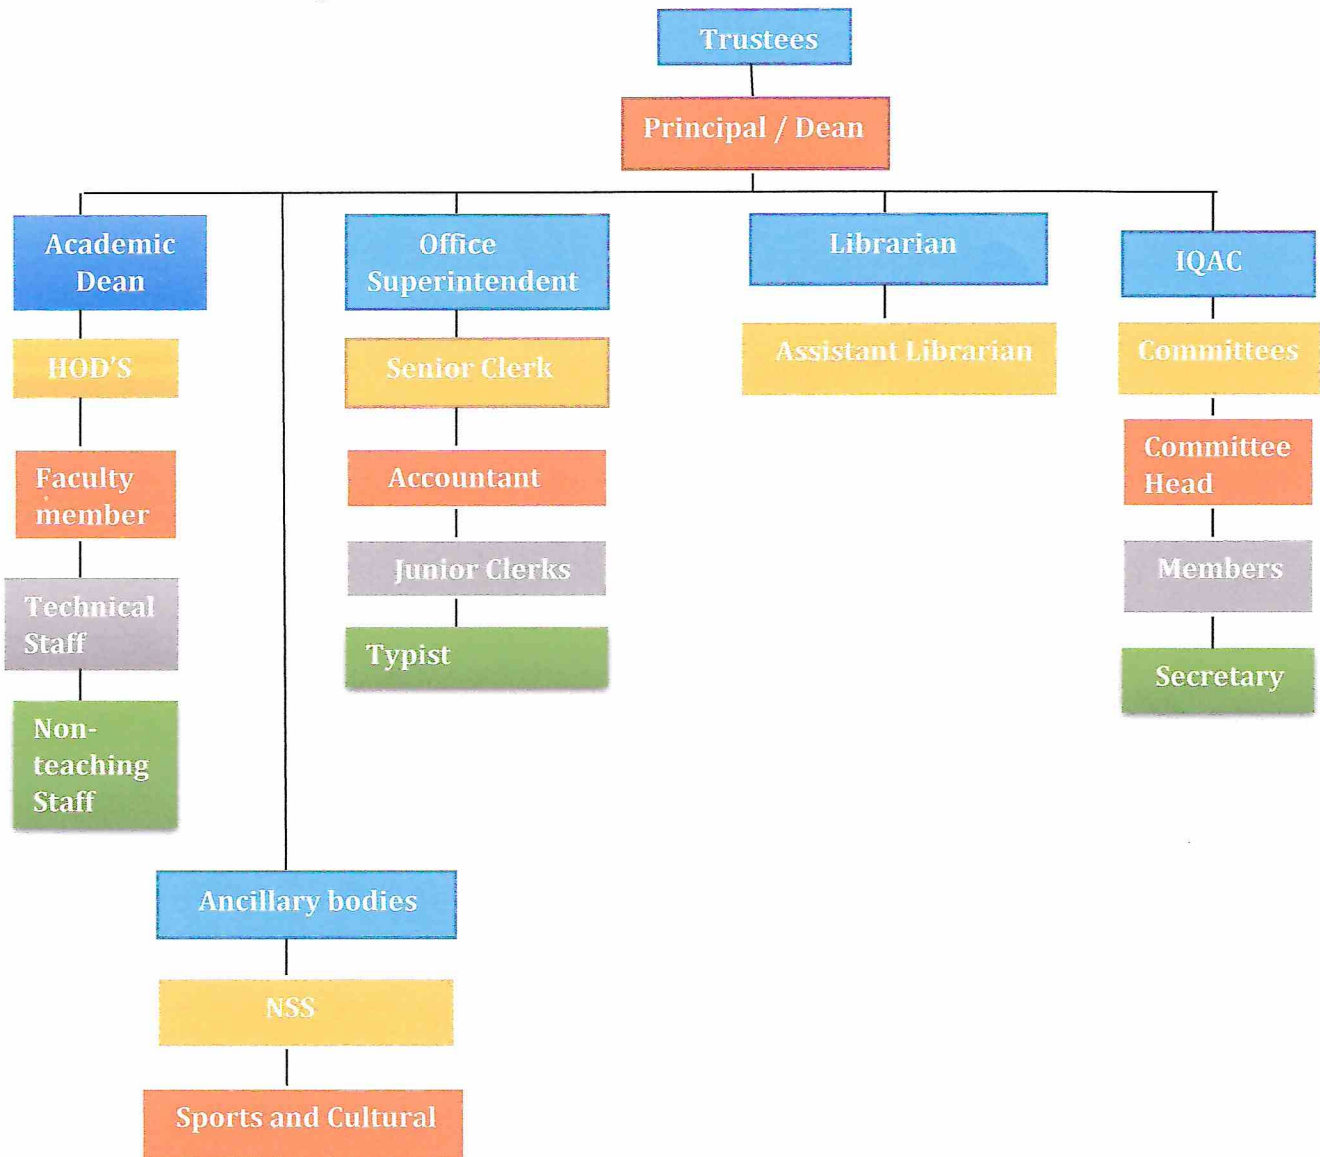 Trustees
Principal / Dean
Academic
Dean
HOD'S
Faculty
member
Technical
Staff
Non-
teaching
Staff
Ancillary bodies
NSS
Sports and Cultural
Office
Superintendent
Senior Clerk
Accountant
Junior Clerks
Typist
Librarian
Assistant Librarian
IQAC
Committees
Committee
Head
Members
Secretary